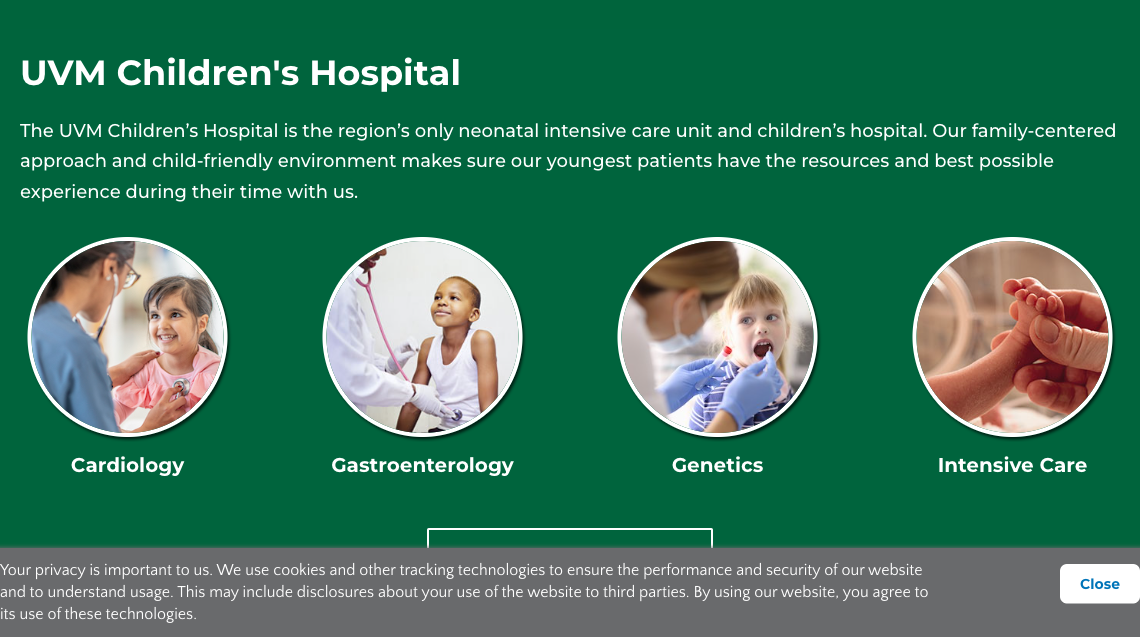 UVM Children's Hospital
The UVM Children’s Hospital is the region’s only neonatal intensive care unit and children’s hospital. Our family-centered
approach and child-friendly environment makes sure our youngest patients have the resources and best possible
experience during their time with us.
Cardiology
Gastroenterology
Genetics
Intensive Care
Your privacy is important to us. We use cookies and other tracking technologies to ensure the performance and security of our website
and to understand usage. This may include disclosures about your use of the website to third parties. By using our website, you agree to
its use of these technologies.
Close